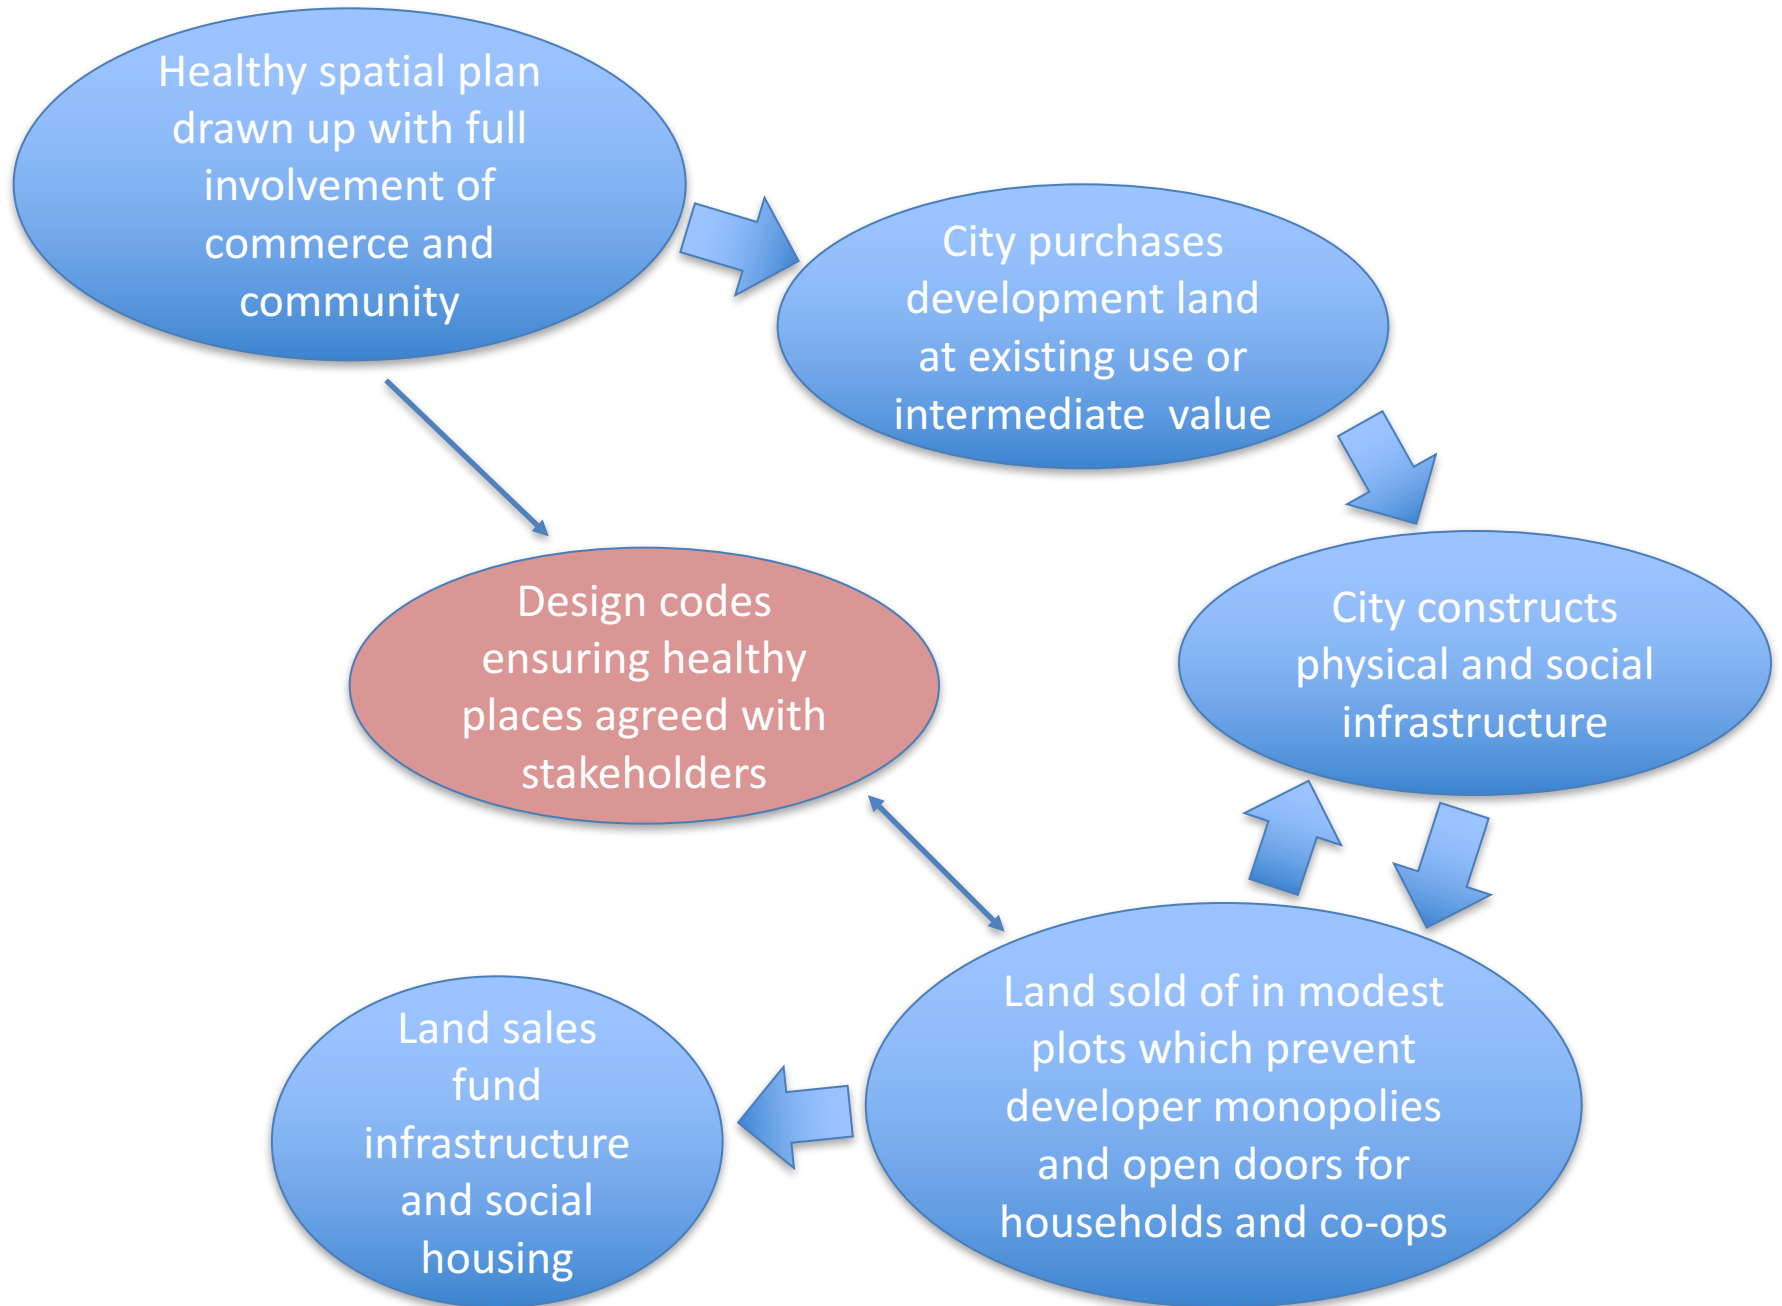 Healthy spatial plan
drawn up with full
involvement of
commerce and
community
City purchases
development land
at existing use or
intermediate  value
City constructs
physical and social
infrastructure
Design codes
ensuring healthy
places agreed with
stakeholders
Land sold of in modest
plots which prevent
developer monopolies
and open doors for
households and co-ops
Land sales
fund
infrastructure
and social
housing